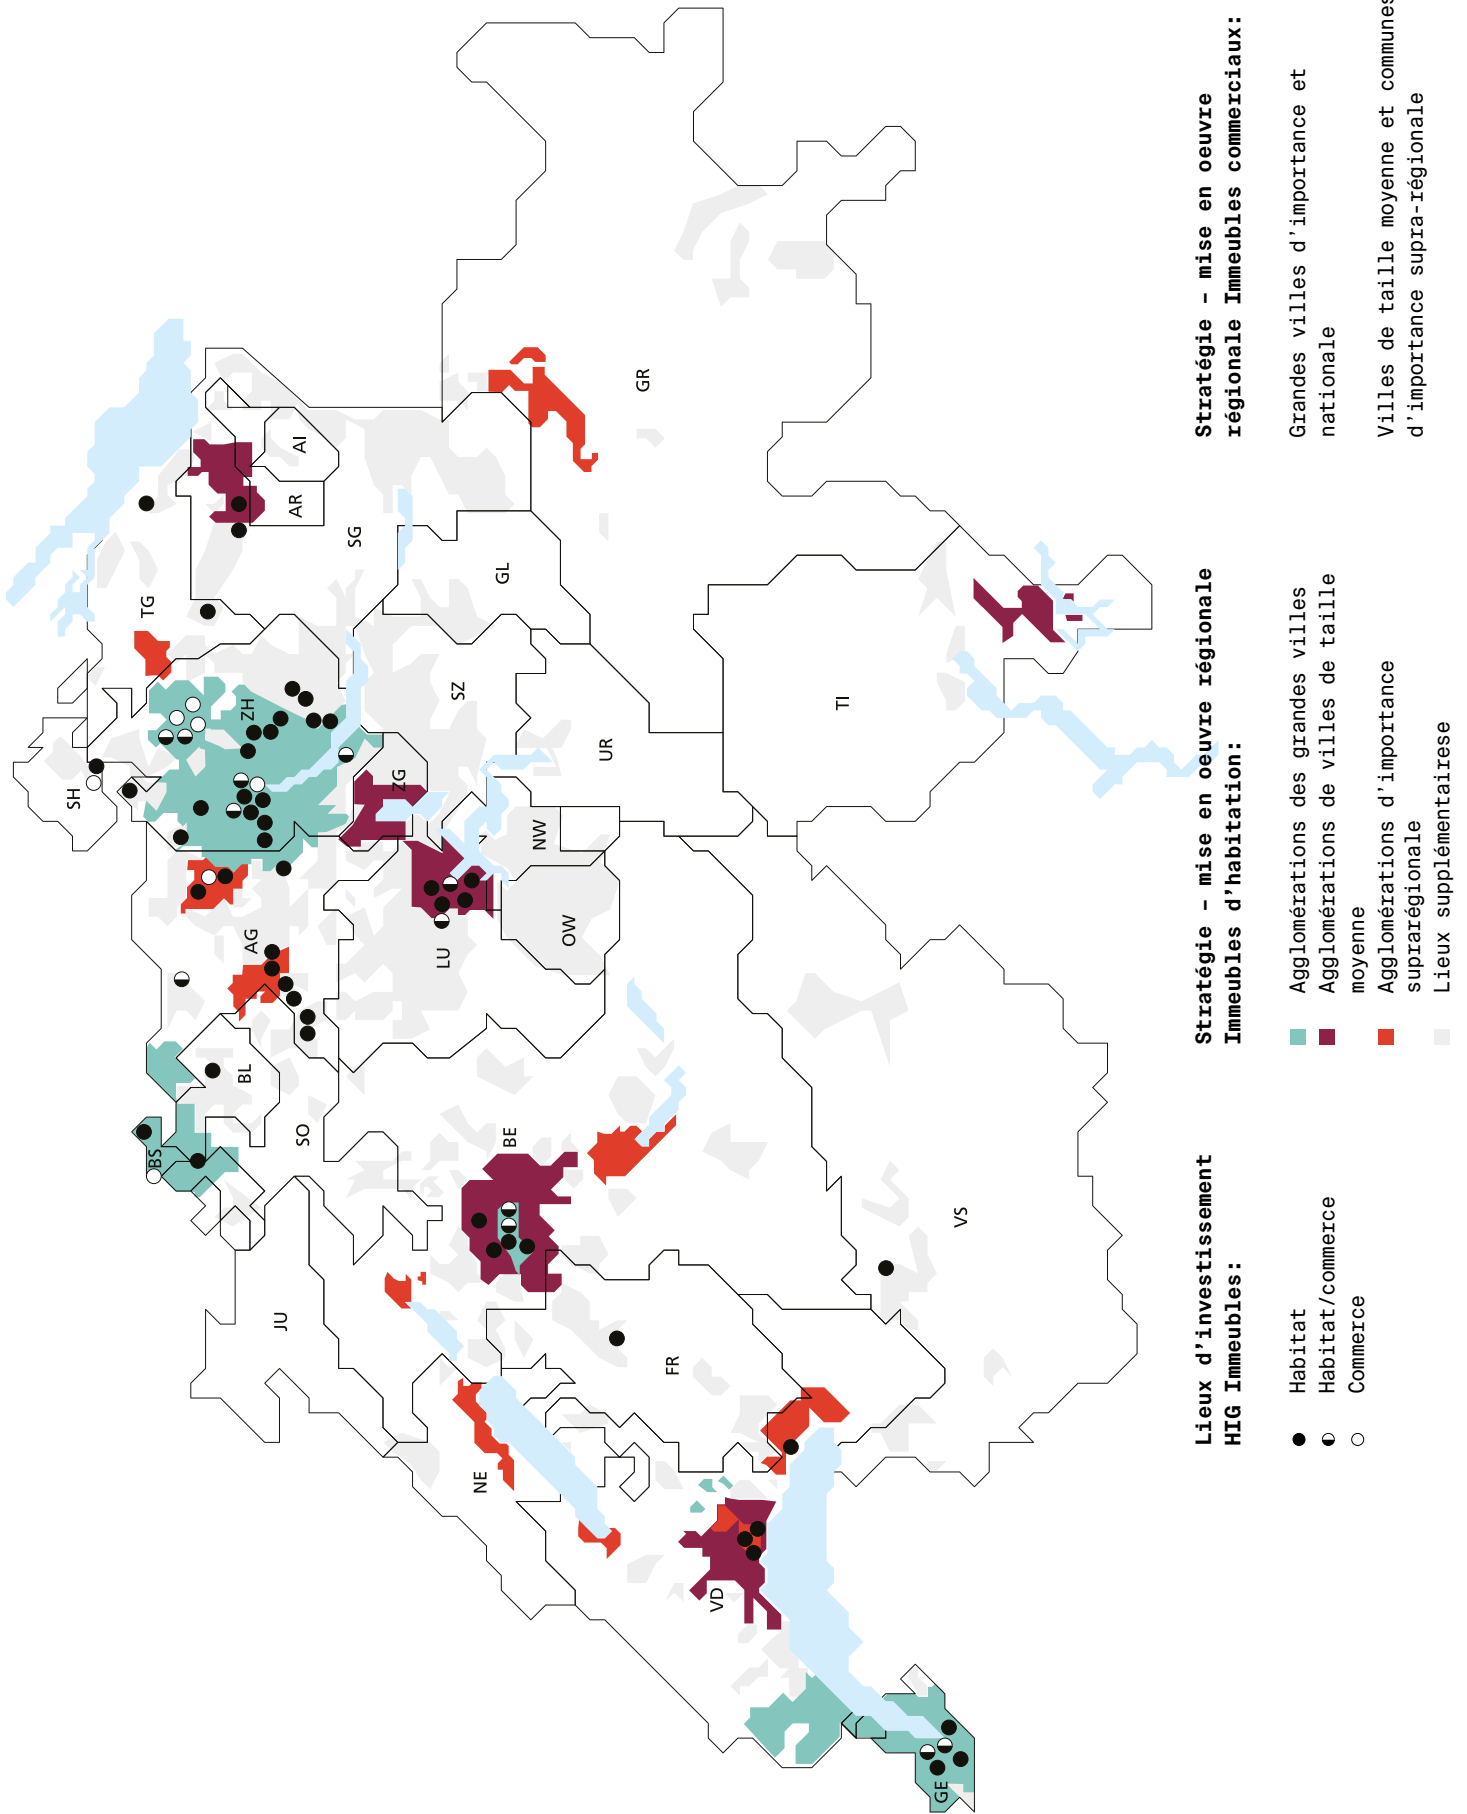 SH
TG
BS
BL
AG
ZH
AR
AI
SG
JU
SO
LU
ZG
SZ
GL
NE
BE
OW
NW
UR
GR
FR
VD
VS
TI
GE
Lieux d’investissement
HIG Immeubles:
Habitat
Habitat/commerce
Commerce
Stratégie – mise en oeuvre régionale
Immeubles d’habitation:
Agglomérations des grandes villes
Agglomérations de villes de taille
moyenne
Agglomérations d’importance
suprarégionale
Lieux supplémentairese
Stratégie – mise en oeuvre
régionale Immeubles commerciaux:
Grandes villes d’importance et
nationale
Villes de taille moyenne et communes
d’importance supra-régionale